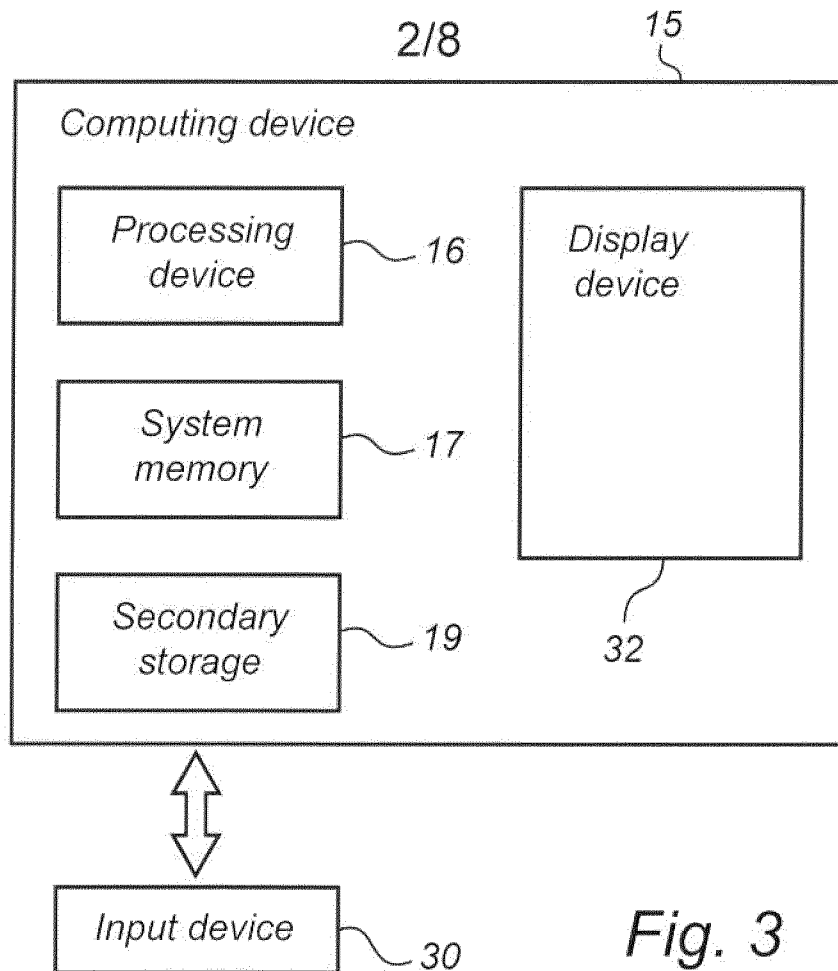 2/8
15
Computing device
Processing
device
16
Display
device
System
memory
17
Secondary
storage
19
32
Input device
30
Fig. 3